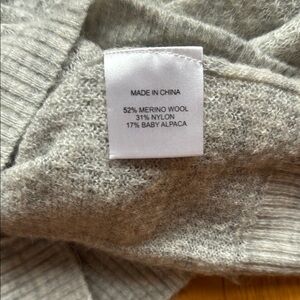 MADE IN CHINA
52% MERINO WOOL
31% NYLON
17% BABY ALPACA